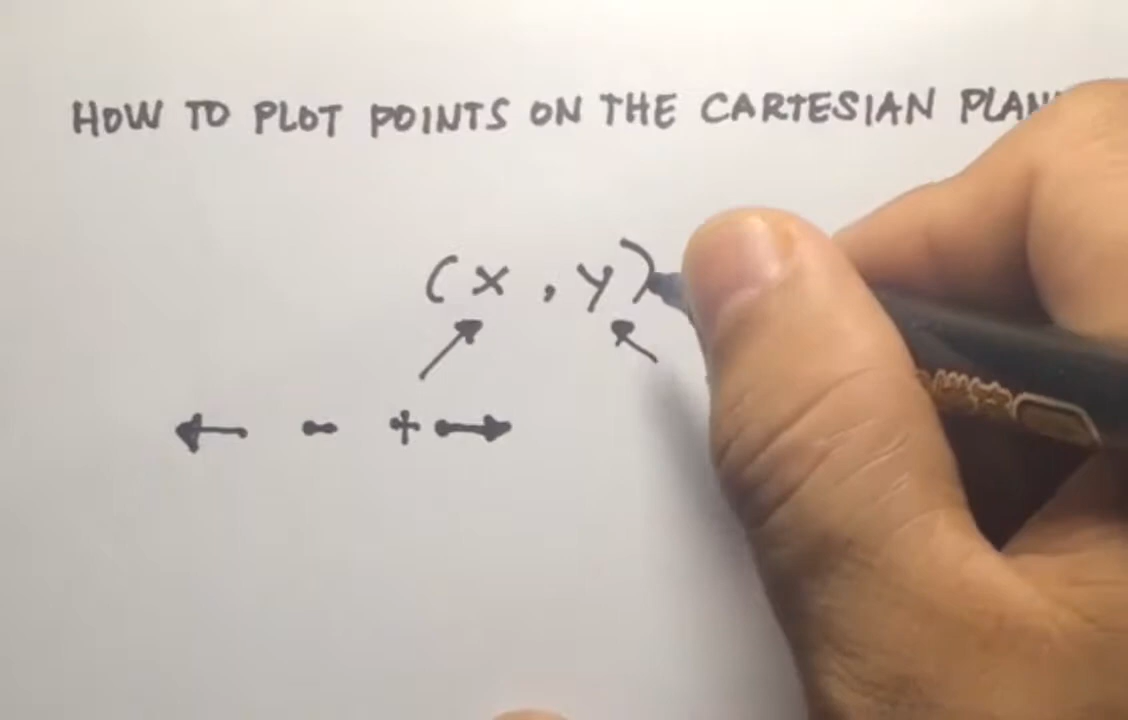 HOW TO PLOT POINTS ON THE CARTESIAN
(x , y)
- +